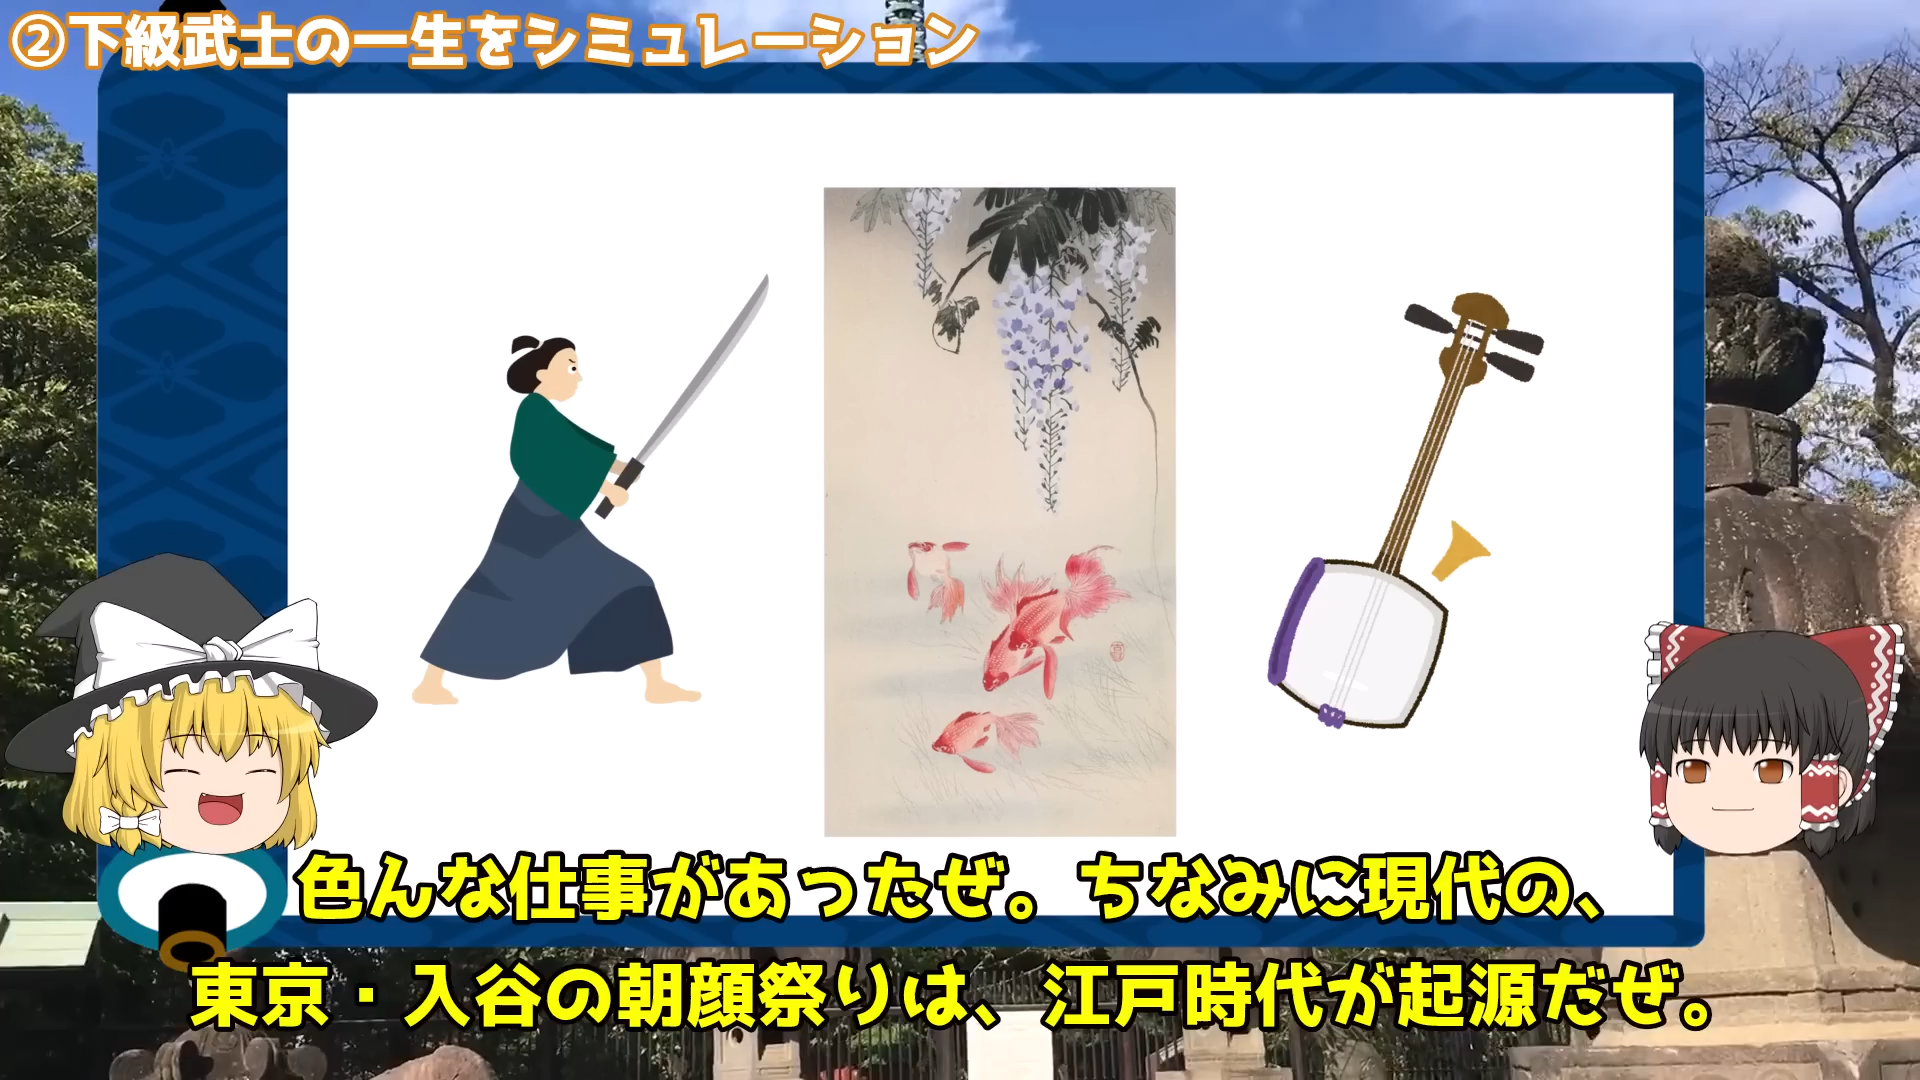 ②下級武士の一生をシミュレーション
色んな仕事があったぜ。ちなみに現代の、
東京・入谷の朝顔祭りは、江戸時代が起源だぜ。